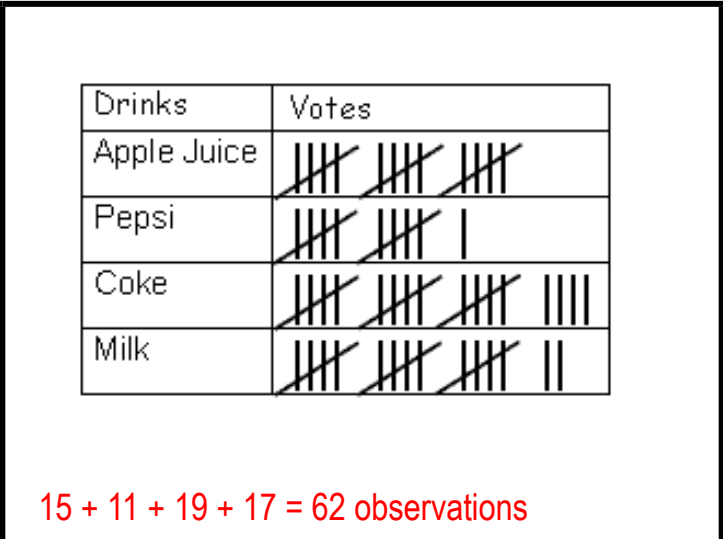 Drinks Votes
Apple Juice
Pepsi
Coke
Milk
15 + 11 + 19 + 17 = 62 observations